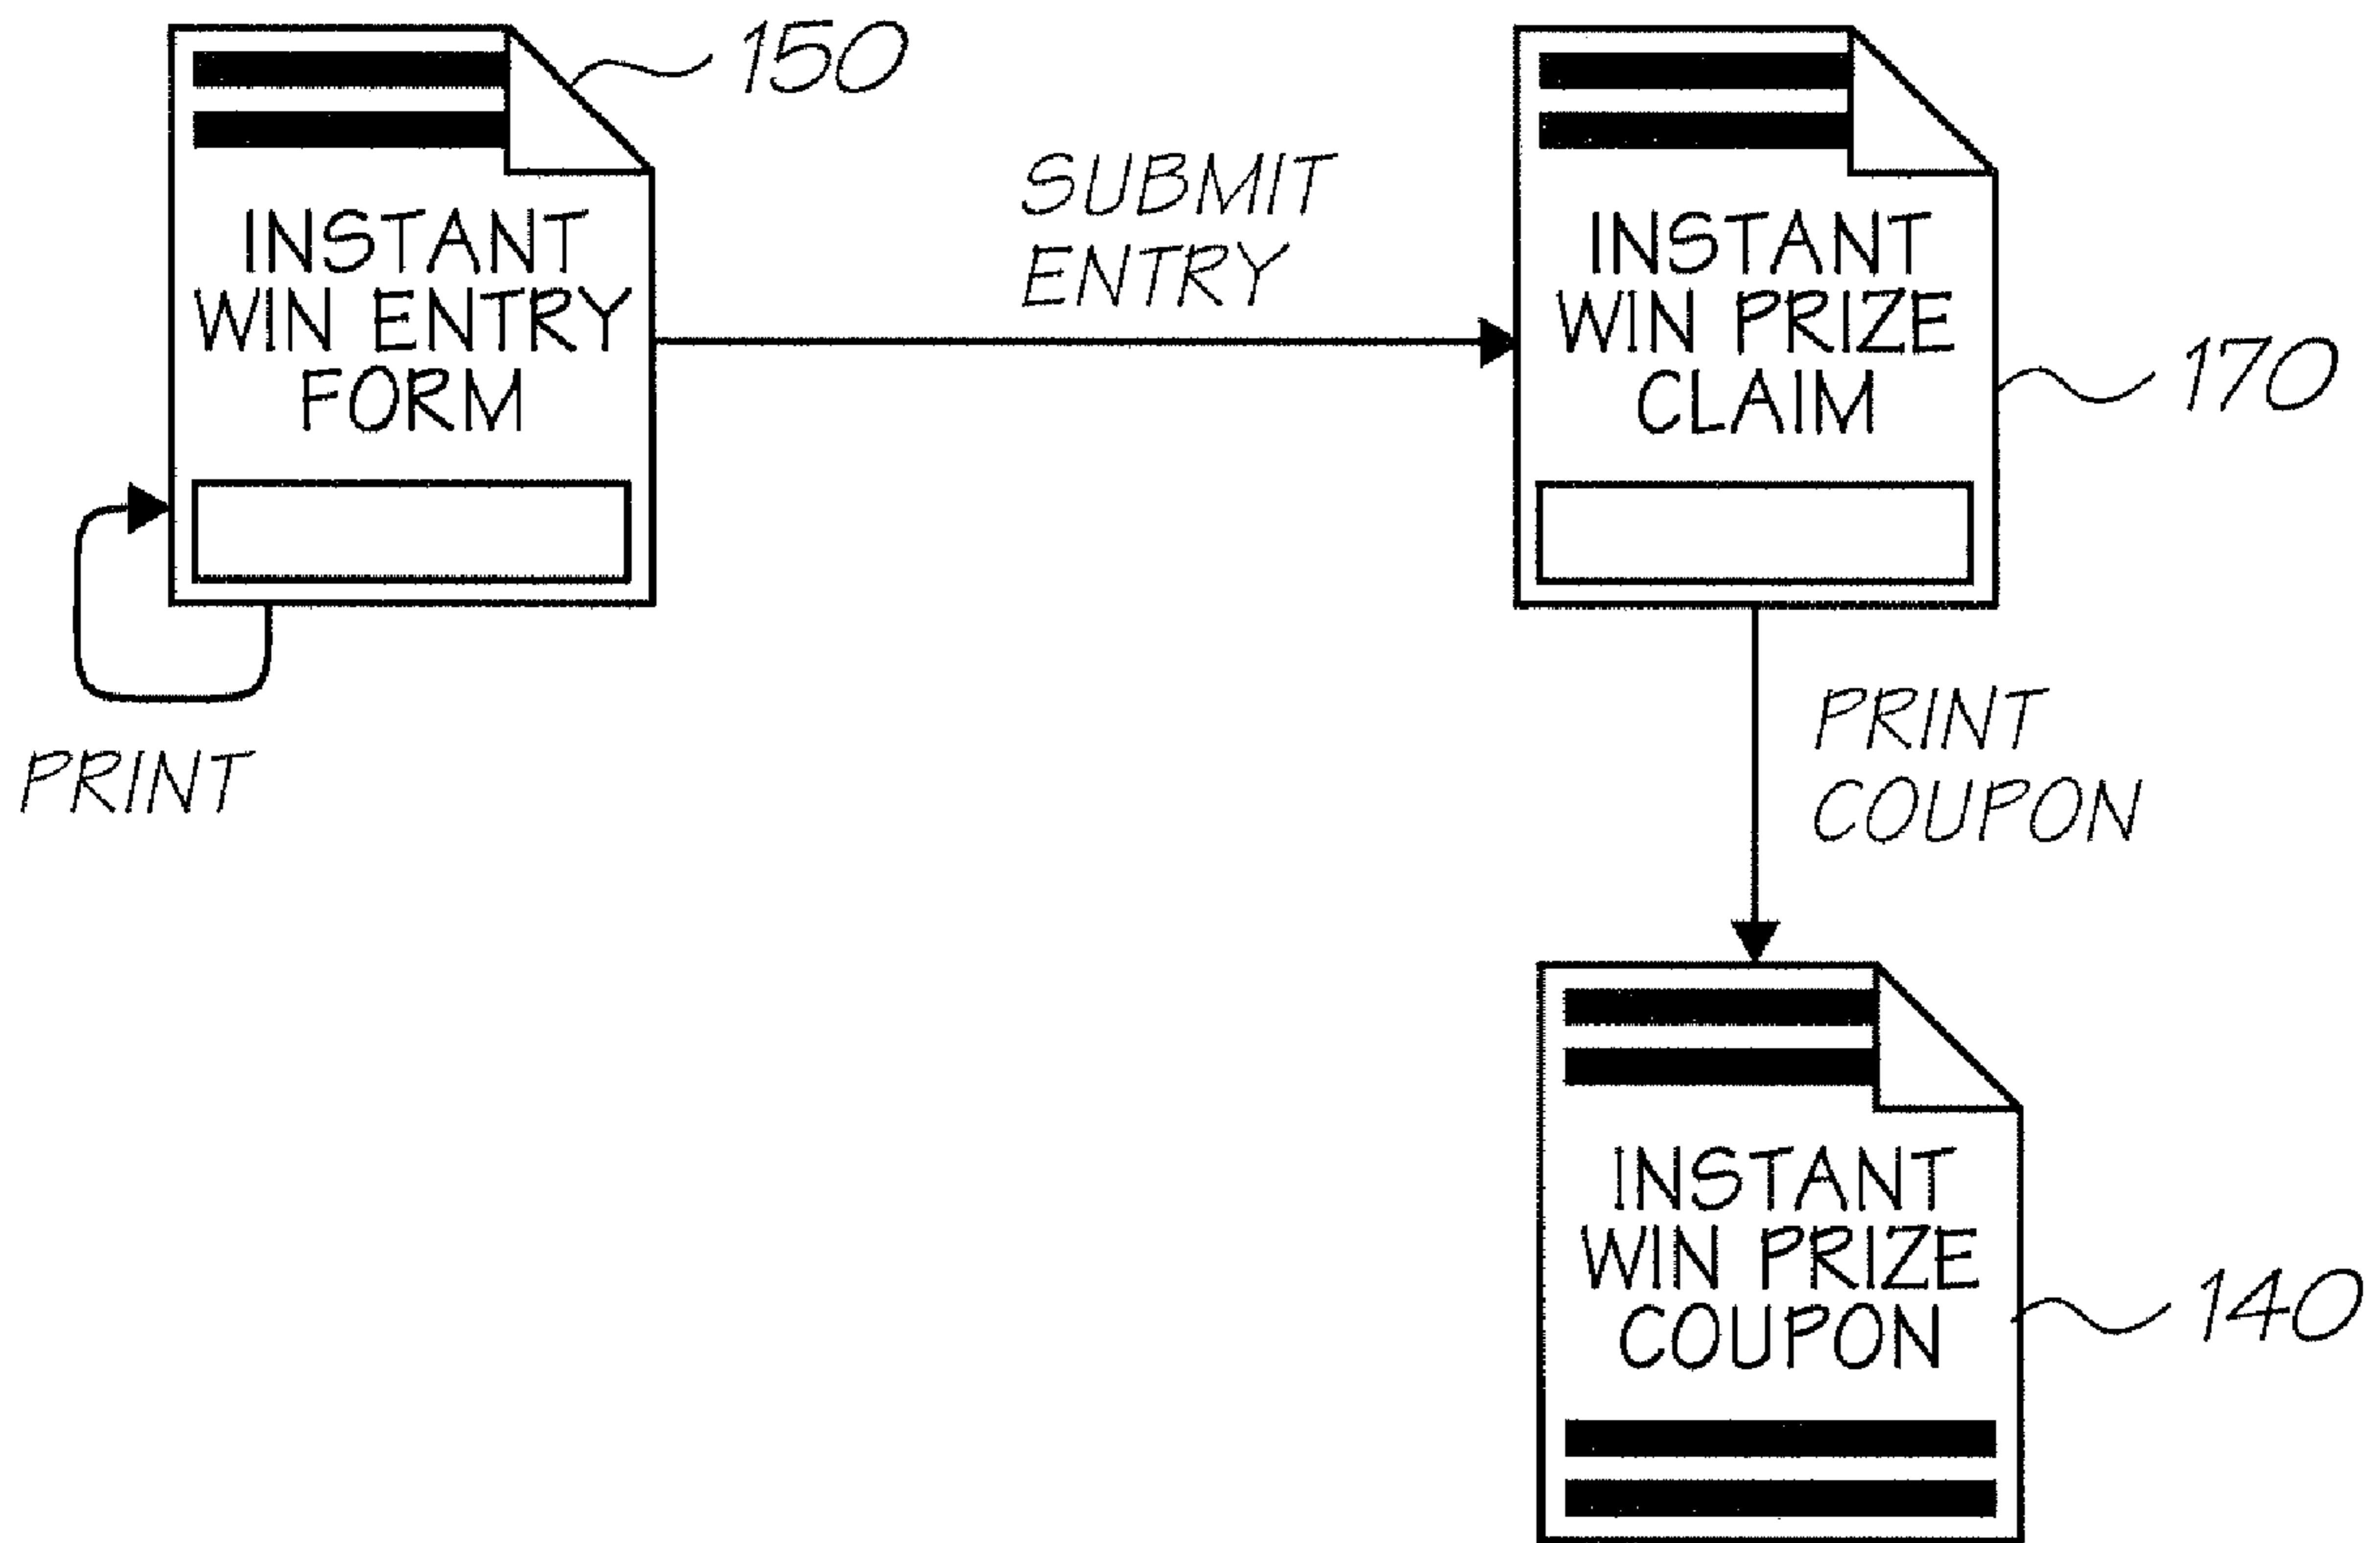 150
INSTANT
WIN ENTRY
FORM
PRINT
SUBMIT
ENTRY
INSTANT
WIN PRIZE
CLAIM
170
PRINT
COUPON
INSTANT
WIN PRIZE
COUPON
140